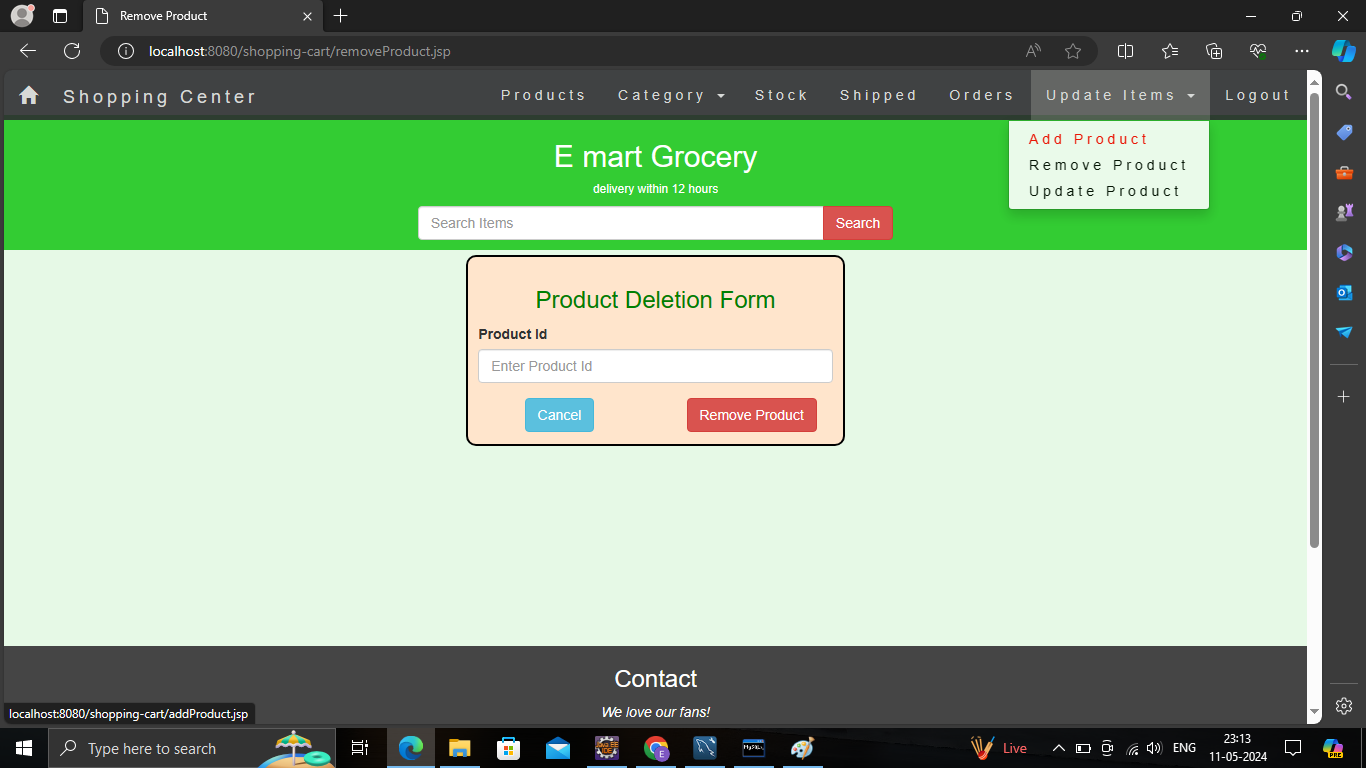 Remove Product
localhost:8080/shopping-cart/removeProduct.jsp
Shopping Center
Products
Category
Stock
Shipped
Orders
Update Items
Logout
Add Product
Remove Product
Update Product
E mart Grocery
delivery within 12 hours
Search Items
Search
Product Deletion Form
Product Id
Enter Product Id
Cancel
Remove Product
Contact
We love our fans!
localhost:8080/shopping-cart/addProduct.jsp
Type here to search
Live
ENG
23:13
11-05-2024